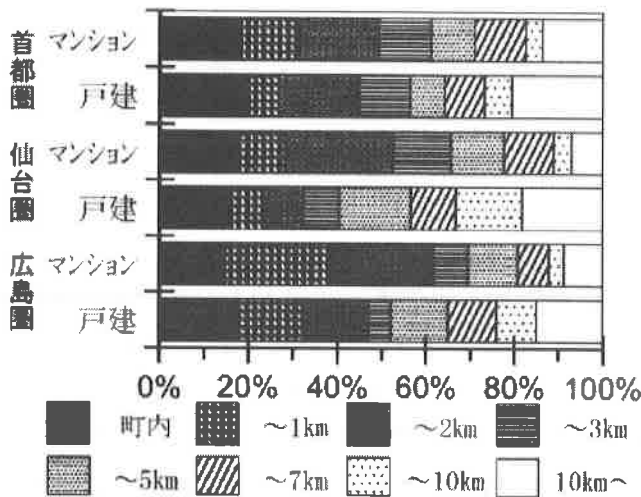 首都圏
マンション
戸建
仙台圏
マンション
戸建
広島圏
マンション
戸建
0% 20% 40% 60% 80% 100%
町内 ～1km ～2km ～3km
～5km ～7km ～10km 10km～